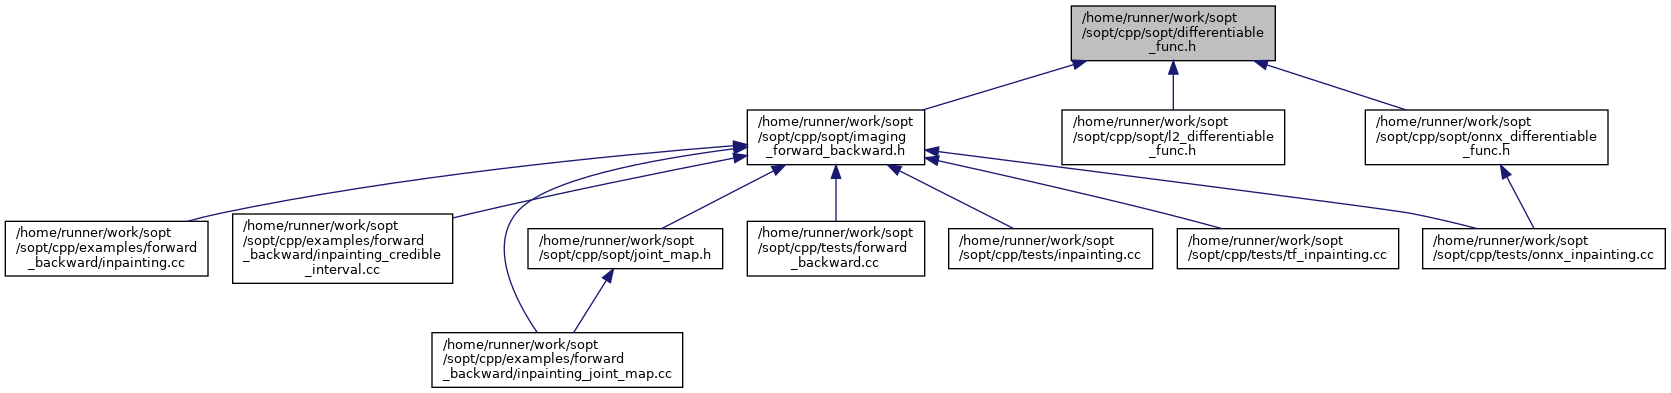 /home/runner/work/sopt
/sopt/cpp/sopt/differentiable
_func.h
/home/runner/work/sopt
/sopt/cpp/sopt/imaging
_forward_backward.h
/home/runner/work/sopt
/sopt/cpp/sopt/l2_differentiable
_func.h
/home/runner/work/sopt
/sopt/cpp/sopt/onnx_differentiable
_func.h
/home/runner/work/sopt
/sopt/cpp/examples/forward
_backward/inpainting.cc
/home/runner/work/sopt
/sopt/cpp/examples/forward
_backward/inpainting_credible
_interval.cc
/home/runner/work/sopt
/sopt/cpp/sopt/joint_map.h
/home/runner/work/sopt
/sopt/cpp/tests/forward
_backward.cc
/home/runner/work/sopt
/sopt/cpp/tests/inpainting.cc
/home/runner/work/sopt
/sopt/cpp/tests/tf_inpainting.cc
/home/runner/work/sopt
/sopt/cpp/tests/onnx_inpainting.cc
/home/runner/work/sopt
/sopt/cpp/examples/forward
_backward/inpainting_joint_map.cc